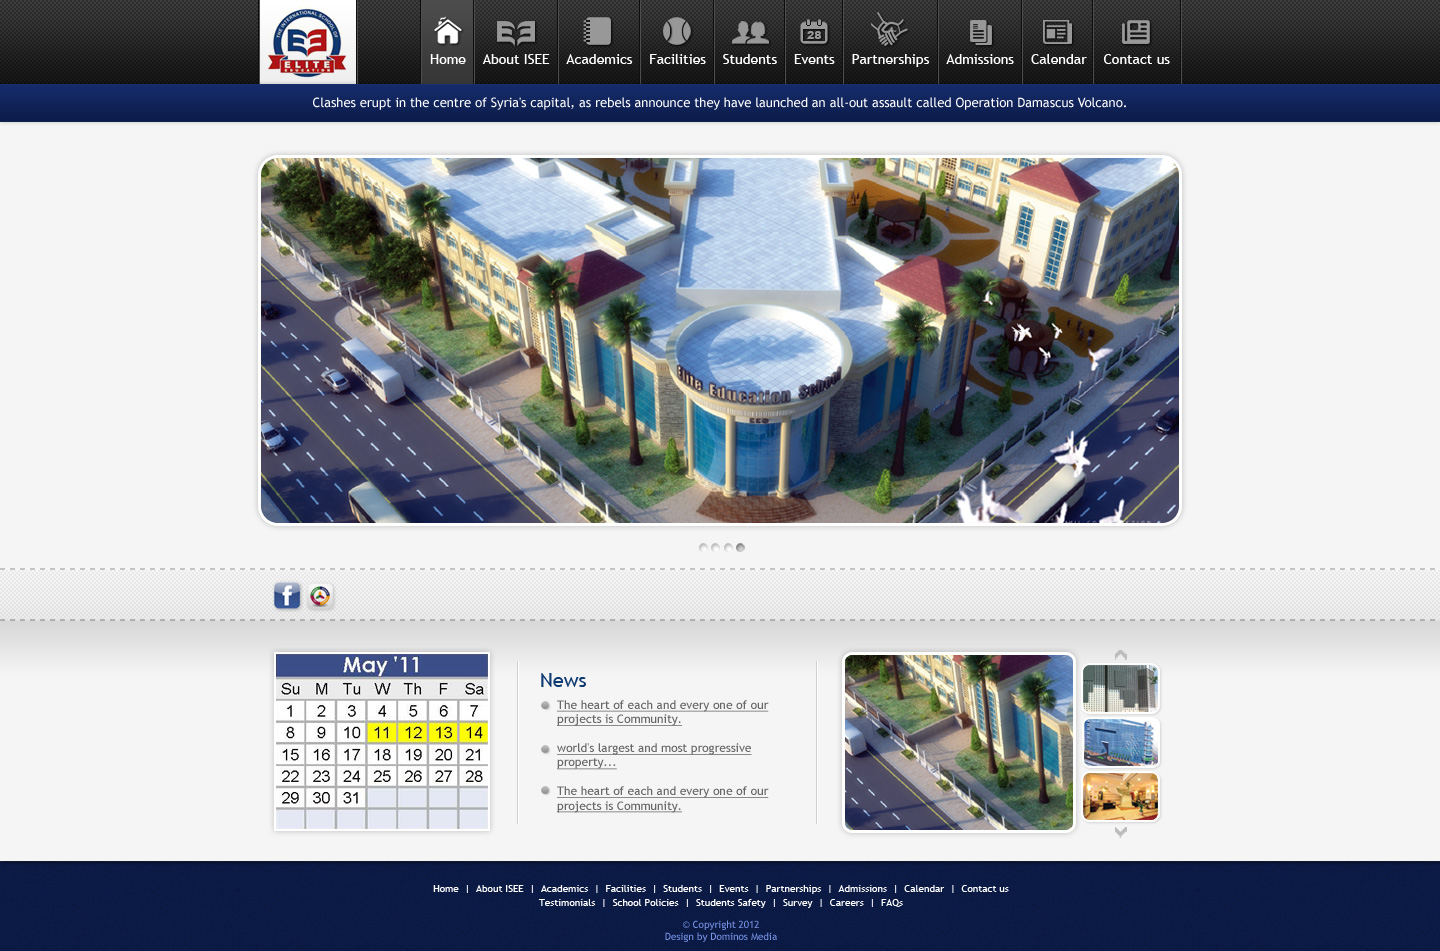 THE INTERNATIONAL SCHOOL OF
ELITE
EDUCATION
Home
About ISEE
Academics
Facilities
Students
28
Events
Partnerships
Admissions
Calendar
Contact us
Clashes erupt in the centre of Syria's capital, as rebels announce they have launched an all-out assault called Operation Damascus Volcano.
Elite Education School
May '11
Su M Tu W Th F Sa
1 2 3 4 5 6 7
8 9 10 11 12 13 14
15 16 17 18 19 20 21
22 23 24 25 26 27 28
29 30 31
News
The heart of each and every one of our
projects is Community.
world's largest and most progressive
property...
The heart of each and every one of our
projects is Community.
Home | About ISEE | Academics | Facilities | Students | Events | Partnerships | Admissions | Calendar | Contact us
Testimonials | School Policies | Students Safety | Survey | Careers | FAQs
© Copyright 2012
Design by Dominos Media